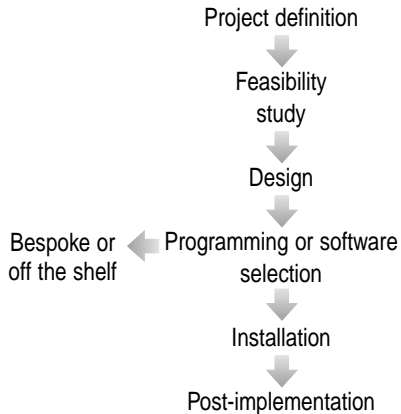 Project definition
Feasibility
study
Design
Bespoke or
off the shelf
Programming or software
selection
Installation
Post-implementation